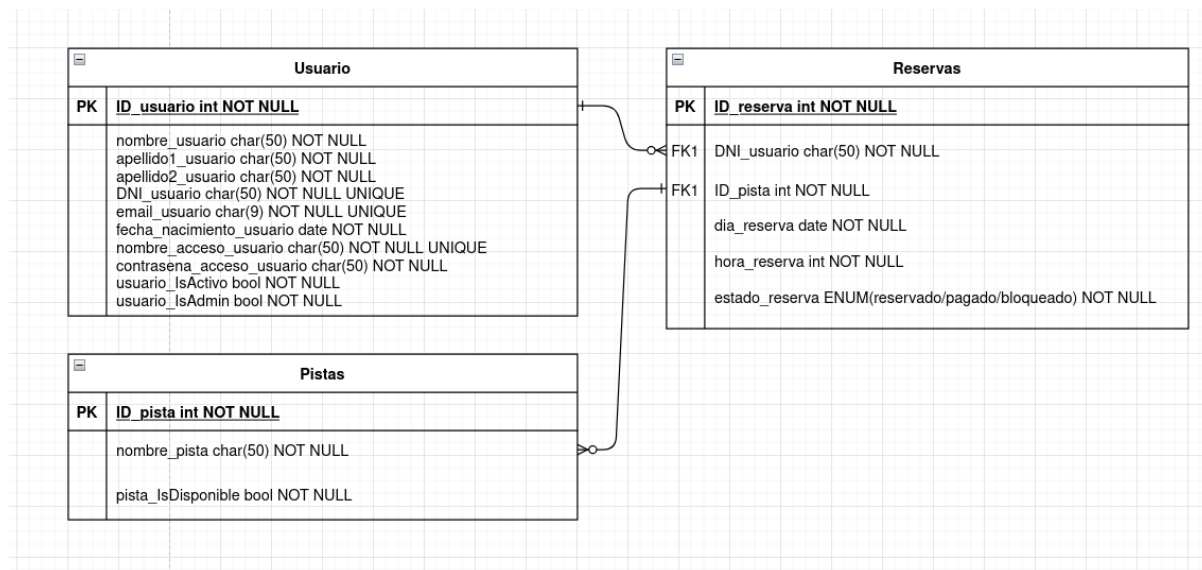 Usuario
PK ID_usuario int NOT NULL
nombre_usuario char(50) NOT NULL
apellido1_usuario char(50) NOT NULL
apellido2_usuario char(50) NOT NULL
DNI_usuario char(50) NOT NULL UNIQUE
email_usuario char(9) NOT NULL UNIQUE
fecha_nacimiento_usuario date NOT NULL
nombre_acceso_usuario char(50) NOT NULL UNIQUE
contrasena_acceso_usuario char(50) NOT NULL
usuario_IsActivo bool NOT NULL
usuario_IsAdmin bool NOT NULL
Reservas
PK ID_reserva int NOT NULL
FK1 DNI_usuario char(50) NOT NULL
FK1 ID_pista int NOT NULL
dia_reserva date NOT NULL
hora_reserva int NOT NULL
estado_reserva ENUM(reservado/pagado/bloqueado) NOT NULL
Pistas
PK ID_pista int NOT NULL
nombre_pista char(50) NOT NULL
pista_IsDisponible bool NOT NULL